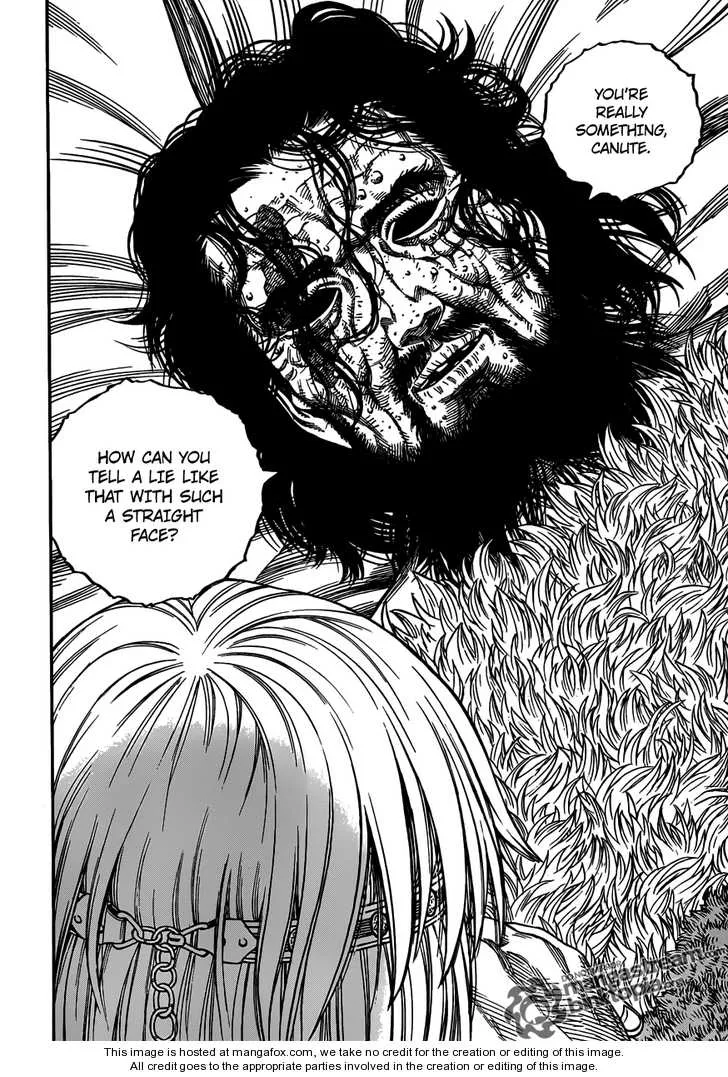 YOU'RE
REALLY
SOMETHING,
CANUTE.
HOW CAN YOU
TELL A LIE LIKE
THAT WITH SUCH
A STRAIGHT
FACE?
mangastream
This image is hosted at mangafox.com, we take no credit for the creation or editing of this image.
All credit goes to the appropriate parties involved in the creation or editing of this image.